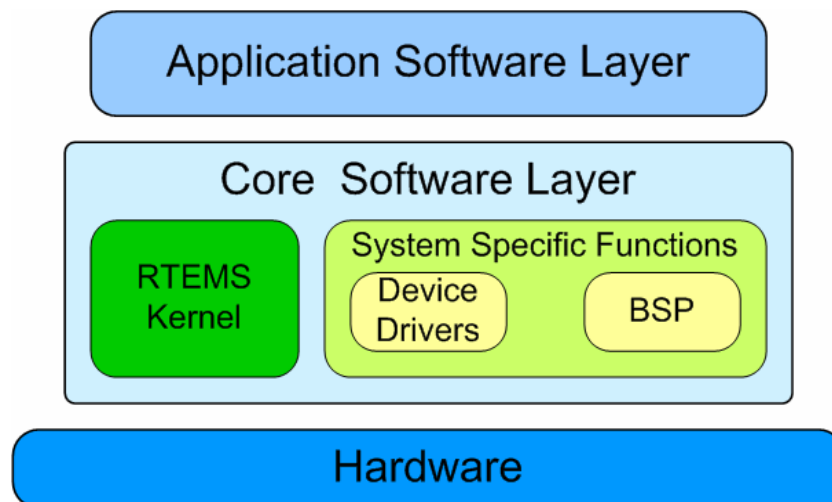 Application Software Layer
Core Software Layer
RTEMS
Kernel
System Specific Functions
Device
Drivers
BSP
Hardware